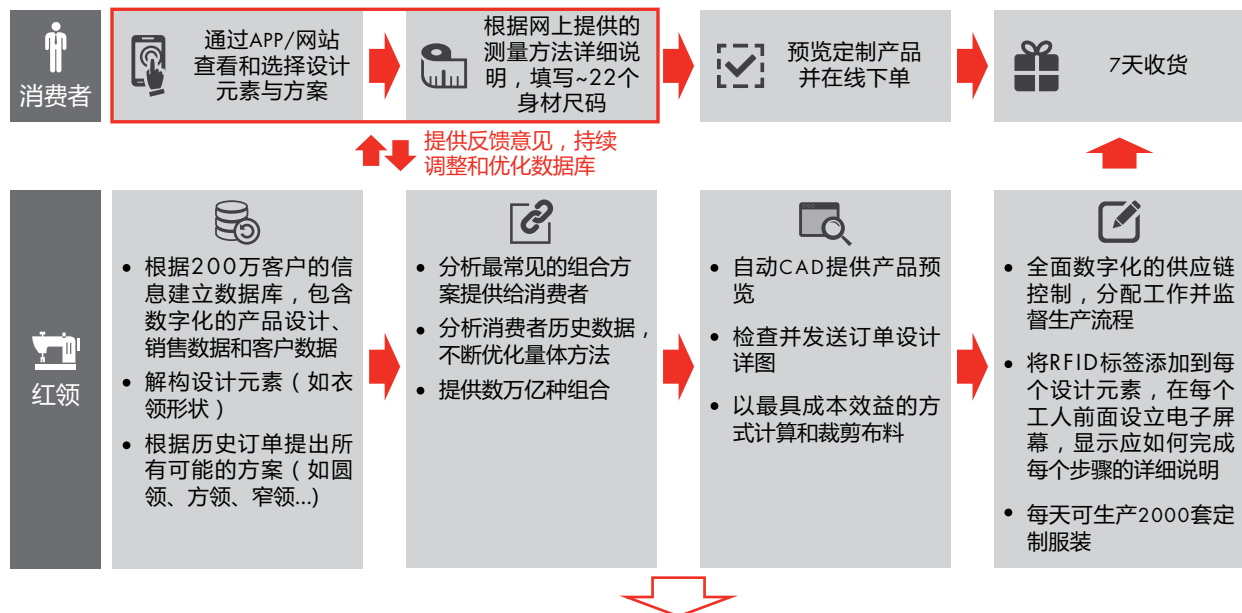 消费者
通过APP/网站
查看和选择设计
元素与方案
根据网上提供的
测量方法详细说
明，填写~22个
身材尺码
预览定制产品
并在线下单
7天收货
提供反馈意见，持续
调整和优化数据库
红领
• 根据200万客户的信
息建立数据库，包含
数字化的产品设计、
销售数据和客户数据
• 解构设计元素（如衣
领形状）
• 根据历史订单提出所
有可能的方案（如圆
领、方领、窄领...)
• 分析最常见的组合方
案提供给消费者
• 分析消费者历史数据，
不断优化量体方法
• 提供数万亿种组合
• 自动CAD提供产品预
览
• 检查并发送订单设计
详图
• 以最具成本效益的方
式计算和裁剪布料
• 全面数字化的供应链
控制，分配工作并监
督生产流程
• 将RFID标签添加到每
个设计元素，在每个
工人前面设立电子屏
幕，显示应如何完成
每个步骤的详细说明
• 每天可生产2000套定
制服装